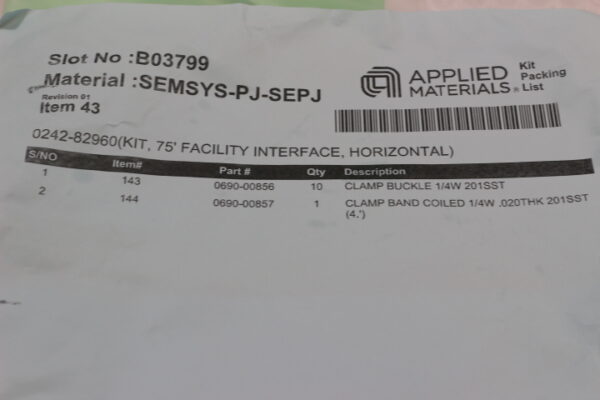 Slot No :B03799
Material :SEMSYS-PJ-SEPJ
Revision 01
Item 43
APPLIED MATERIALS®
Kit Packing List
0242-82960(KIT, 75' FACILITY INTERFACE, HORIZONTAL)
S/NO Item# Part # Qty Description
1 143 0690-00856 10 CLAMP BUCKLE 1/4W 201SST
2 144 0690-00857 1 CLAMP BAND COILED 1/4W .020THK 201SST
(4.')